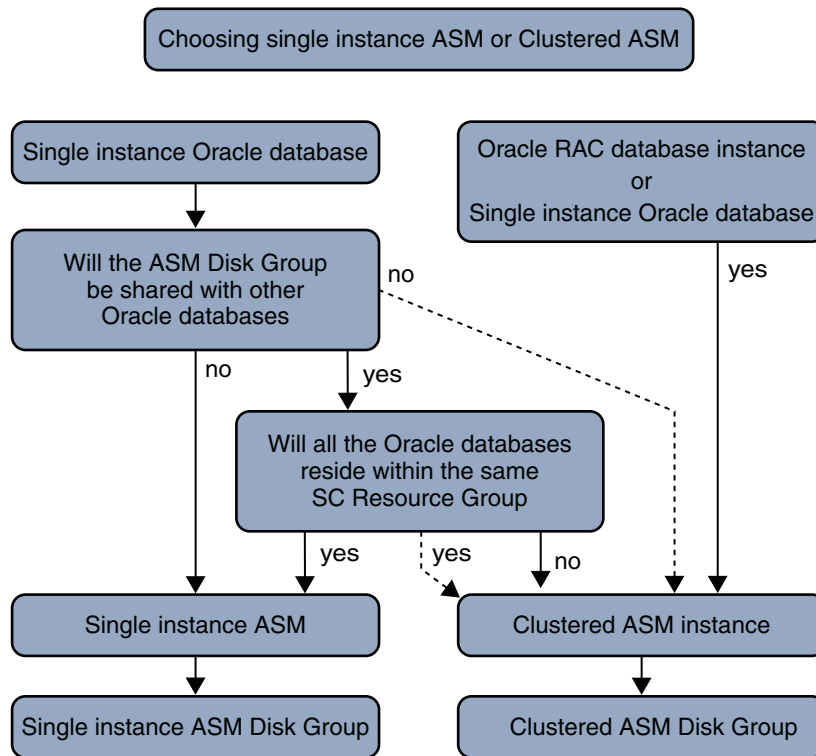 Choosing single instance ASM or Clustered ASM
Single instance Oracle database
Oracle RAC database instance
or
Single instance Oracle database
Will the ASM Disk Group
be shared with other
Oracle databases
no
yes
no
yes
Will all the Oracle databases
reside within the same
SC Resource Group
yes
yes
no
Single instance ASM
Clustered ASM instance
Single instance ASM Disk Group
Clustered ASM Disk Group